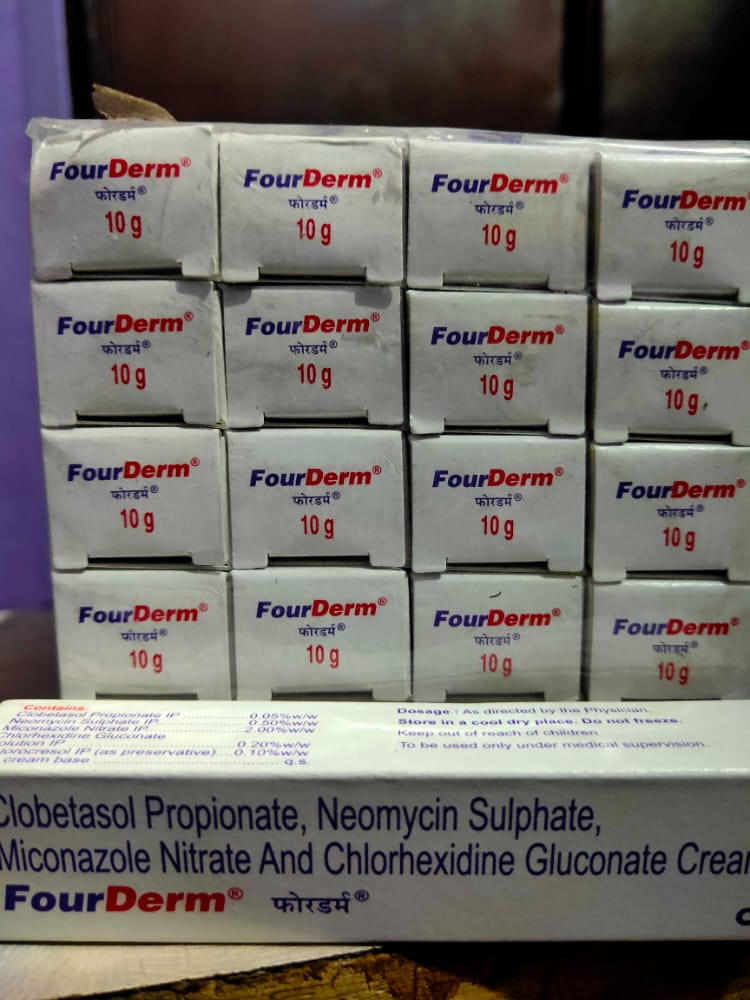 FourDerm®
फोरडर्म®
10 g
FourDerm®
फोरडर्म®
10 g
FourDerm®
फोरडर्म®
10 g
FourDerm®
फोरडर्म®
10 g
FourDerm®
फोरडर्म®
10 g
FourDerm®
फोरडर्म®
10 g
FourDerm®
फोरडर्म®
10 g
FourDerm®
फोरडर्म®
10 g
FourDerm®
फोरडर्म®
10 g
FourDerm®
फोरडर्म®
10 g
FourDerm®
फोरडर्म®
10 g
FourDerm®
फोरडर्म®
10 g
FourDerm®
फोरडर्म®
10 g
FourDerm®
फोरडर्म®
10 g
FourDerm®
फोरडर्म®
10 g
FourDerm®
फोरडर्म®
10 g
Contains.
Clobetasol Propionate IP ............ 0.05%w/w
Neomycin Sulphate IP ............ 0.50%w/w
Miconazole Nitrate IP ............ 2.00%w/w
Chlorhexidine Gluconate
olution IP 0.20%w/w
lorocresol IP (as preservative).... 0.10%w/w
cream base ............ q.s.
Dosage : As directed by the Physician.
Store in a cool dry place. Do not freeze.
Keep out of reach of children
To be used only under medical supervision.
Clobetasol Propionate, Neomycin Sulphate,
Miconazole Nitrate And Chlorhexidine Gluconate Crea
FourDerm® फोरडर्म®